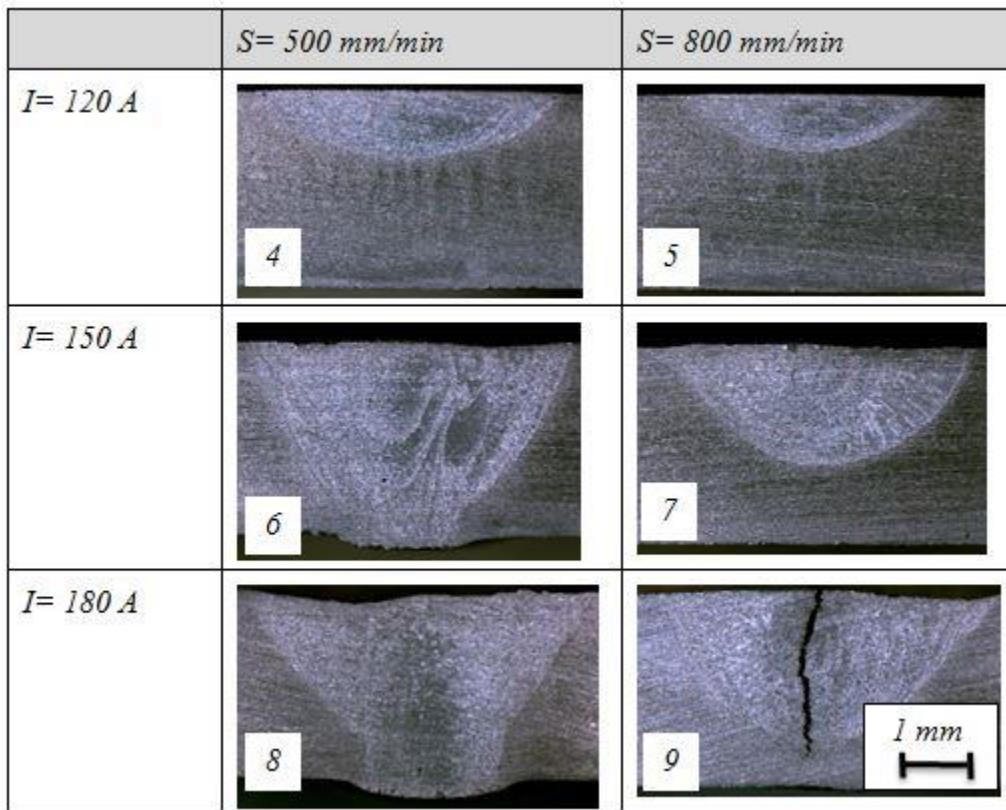 S= 500 mm/min
S= 800 mm/min
I= 120 A
4
5
I= 150 A
6
7
I= 180 A
8
9
1 mm